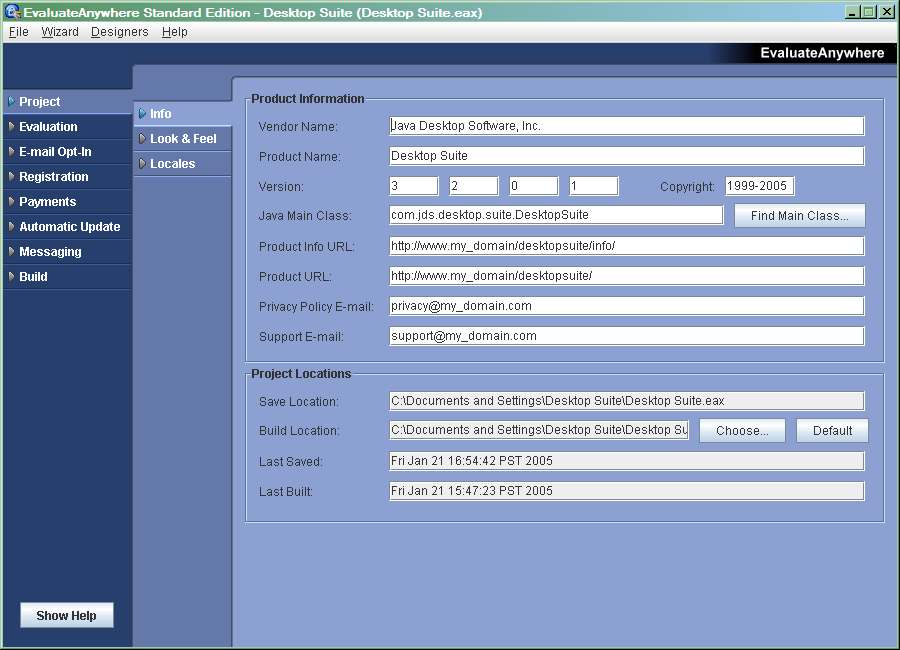 EvaluateAnywhere Standard Edition - Desktop Suite (Desktop Suite.eax)
File Wizard Designers Help
EvaluateAnywhere
Project
Evaluation
E-mail Opt-In
Registration
Payments
Automatic Update
Messaging
Build
Show Help
Info
Look & Feel
Locales
Product Information
Vendor Name: Java Desktop Software, Inc.
Product Name: Desktop Suite
Version: 3 2 0 1 Copyright: 1999-2005
Java Main Class: com.jds.desktop.suite.DesktopSuite Find Main Class...
Product Info URL: http://www.my_domain/desktopsuite/info/
Product URL: http://www.my_domain/desktopsuite/
Privacy Policy E-mail: privacy@my_domain.com
Support E-mail: support@my_domain.com
Project Locations
Save Location: C:\Documents and Settings\Desktop Suite\Desktop Suite.eax
Build Location: C:\Documents and Settings\Desktop Suite\Desktop Su Choose... Default
Last Saved: Fri Jan 21 16:54:42 PST 2005
Last Built: Fri Jan 21 15:47:23 PST 2005